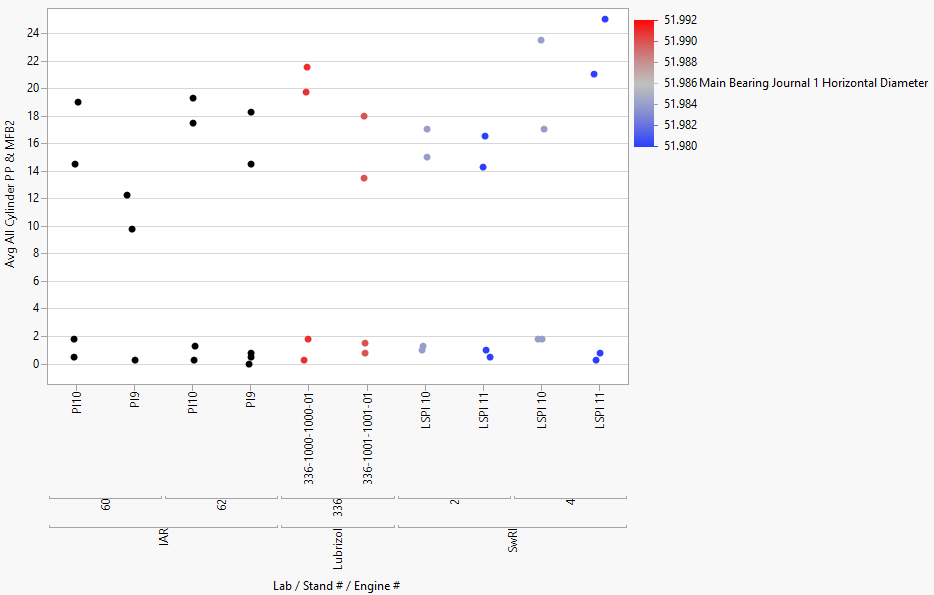 24
22
20
18
16
14
12
10
8
6
4
2
0
Avg All Cylinder PP & MFB2
51.992
51.990
51.988
51.986
51.984
51.982
51.980
Main Bearing Journal 1 Horizontal Diameter
PI10
PI9
PI10
PI9
336-1000-1000-01
336-1001-1001-01
LSPI 10
LSPI 11
LSPI 10
LSPI 11
60
62
336
2
4
IAR
Lubrizol
SwRI
Lab / Stand # / Engine #